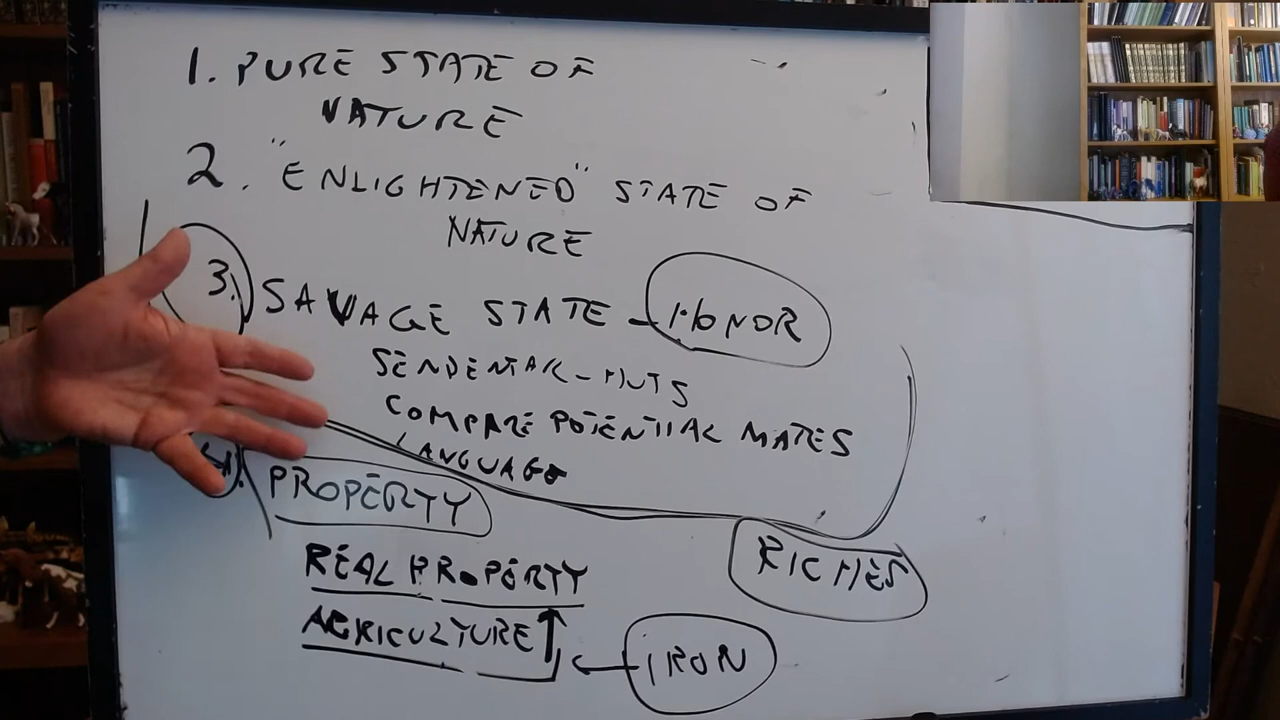 1. PURE STATE OF
NATURE
2. "ENLIGHTENED" STATE OF
NATURE
3. SAVAGE STATE - HONOR
SENDENTAR - HUTS
COMPARE POTENTIAL MATES
LANGUAGE
4. PROPERTY
RICHES
REAL PROPERTY
AGRICULTURE ↑ ← IRON